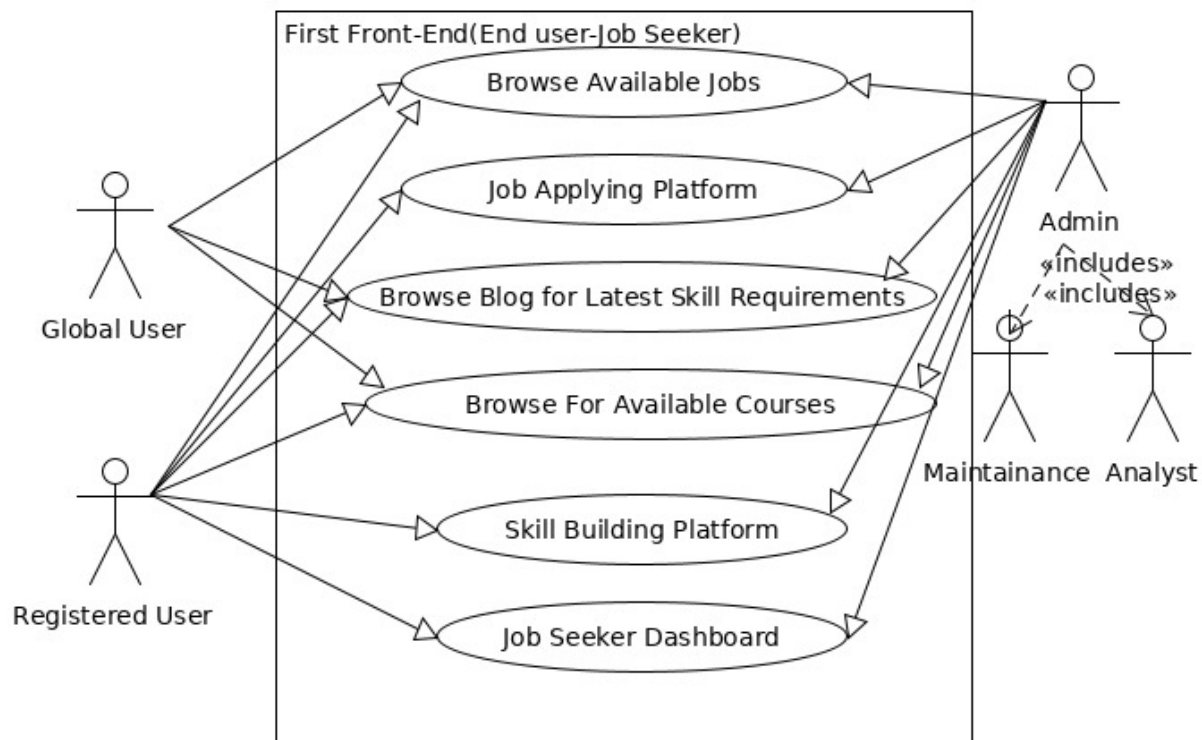 First Front-End(End user-Job Seeker)
Browse Available Jobs
Job Applying Platform
Admin
«includes»
«includes»
Browse Blog for Latest Skill Requirements
Global User
Browse For Available Courses
Maintainance
Analyst
Skill Building Platform
Registered User
Job Seeker Dashboard